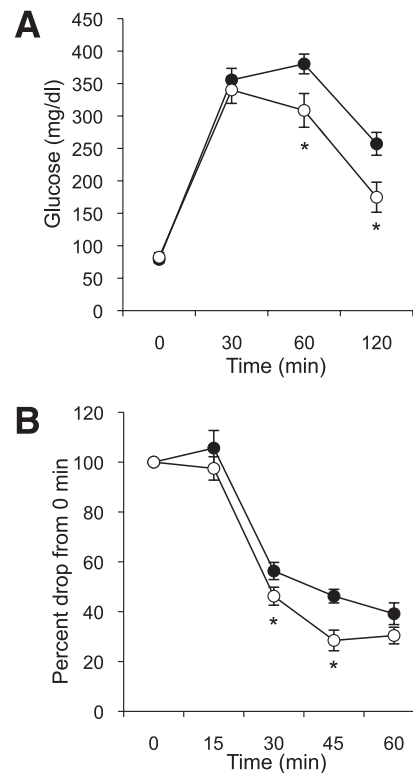 A
450
400
350
300
250
200
150
100
50
0
Glucose (mg/dl)
*
*
0 30 60 120
Time (min)
B
120
100
80
60
40
20
0
Percent drop from 0 min
*
*
0 15 30 45 60
Time (min)